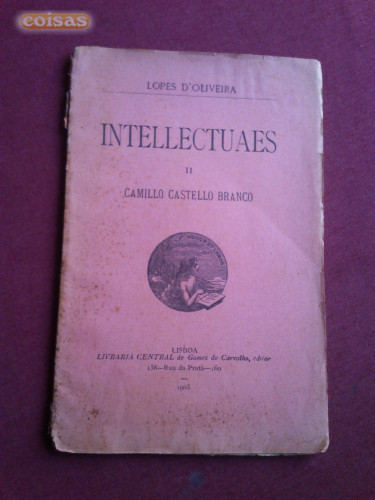 coisas
LOPES D'OLIVEIRA
INTELLECTUAES
II
CAMILLO CASTELLO BRANCO
LISBOA
LIVRARIA CENTRAL de Gomes de Carvalho, editor
158—Rua da Prata—160